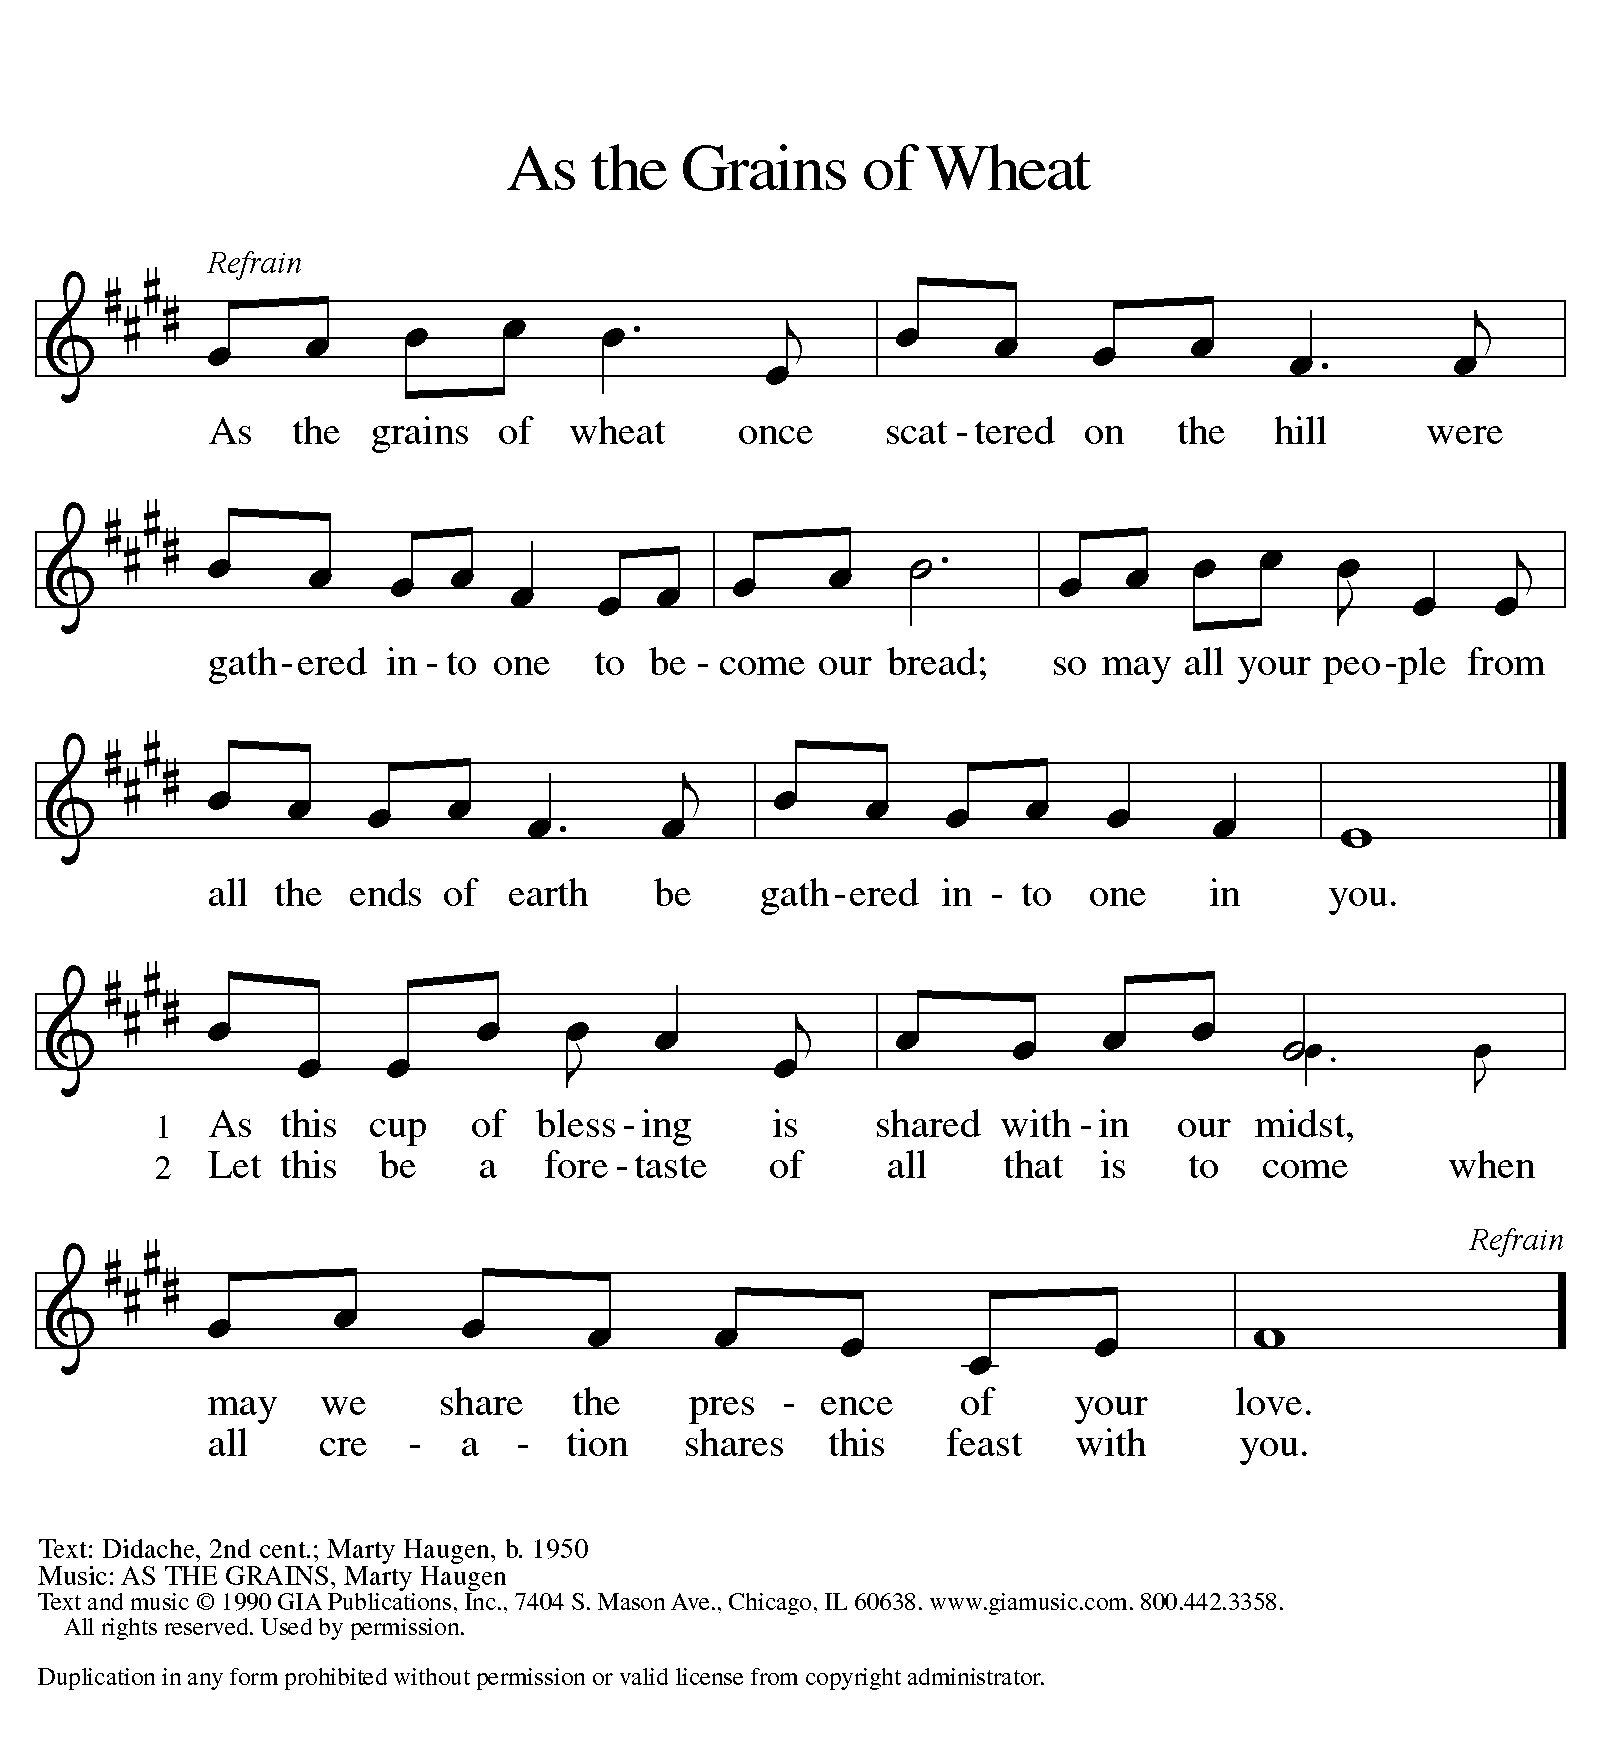 As the Grains of Wheat
Refrain
As the grains of wheat once scat - tered on the hill were
gath - ered in - to one to be - come our bread; so may all your peo - ple from
all the ends of earth be gath - ered in - to one in you.
1 As this cup of bless - ing is shared with - in our midst,
2 Let this be a fore - taste of all that is to come when
Refrain
may we share the pres - ence of your love.
all cre - a - tion shares this feast with you.
Text: Didache, 2nd cent.; Marty Haugen, b. 1950
Music: AS THE GRAINS, Marty Haugen
Text and music © 1990 GIA Publications, Inc., 7404 S. Mason Ave., Chicago, IL 60638. www.giamusic.com. 800.442.3358.
All rights reserved. Used by permission.
Duplication in any form prohibited without permission or valid license from copyright administrator.